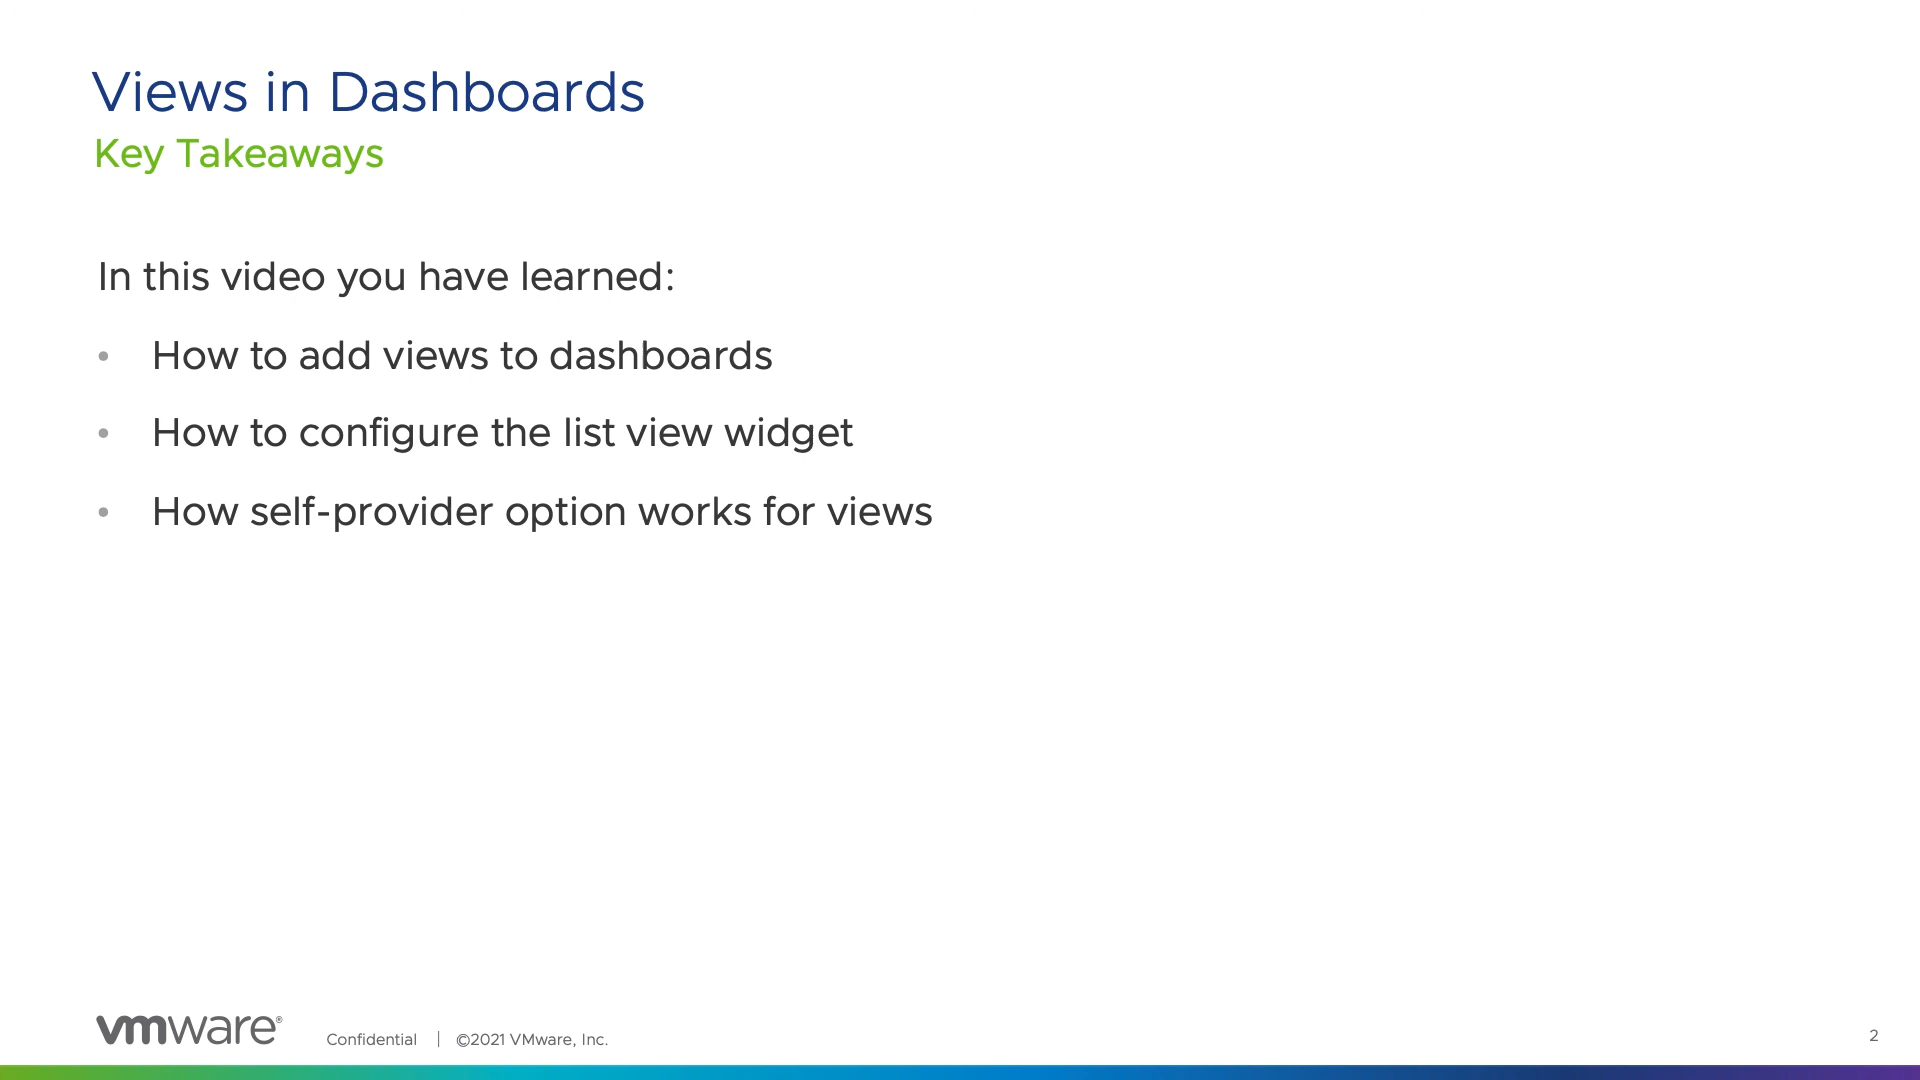 Views in Dashboards
Key Takeaways
In this video you have learned:
• How to add views to dashboards
• How to configure the list view widget
• How self-provider option works for views
vmware®
Confidential | ©2021 VMware, Inc.
2